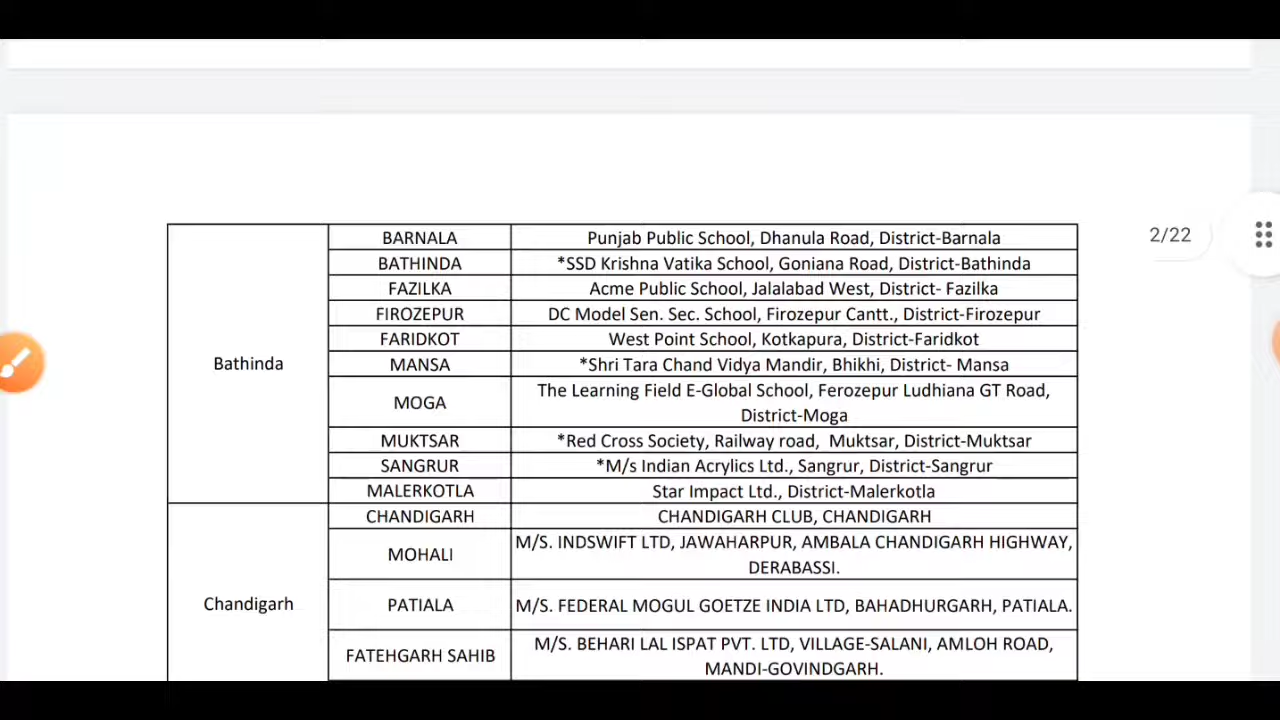 BARNALA Punjab Public School, Dhanula Road, District-Barnala
2/22
BATHINDA *SSD Krishna Vatika School, Goniana Road, District-Bathinda
FAZILKA Acme Public School, Jalalabad West, District- Fazilka
FIROZEPUR DC Model Sen. Sec. School, Firozepur Cantt., District-Firozepur
FARIDKOT West Point School, Kotkapura, District-Faridkot
Bathinda
MANSA *Shri Tara Chand Vidya Mandir, Bhikhi, District- Mansa
MOGA The Learning Field E-Global School, Ferozepur Ludhiana GT Road,
District-Moga
MUKTSAR *Red Cross Society, Railway road, Muktsar, District-Muktsar
SANGRUR *M/s Indian Acrylics Ltd., Sangrur, District-Sangrur
MALERKOTLA Star Impact Ltd., District-Malerkotla
CHANDIGARH CHANDIGARH CLUB, CHANDIGARH
MOHALI M/S. INDSWIFT LTD, JAWAHARPUR, AMBALA CHANDIGARH HIGHWAY,
DERABASSI.
Chandigarh
PATIALA M/S. FEDERAL MOGUL GOETZE INDIA LTD, BAHADHURGARH, PATIALA.
FATEHGARH SAHIB M/S. BEHARI LAL ISPAT PVT. LTD, VILLAGE-SALANI, AMLOH ROAD,
MANDI-GOVINDGARH.